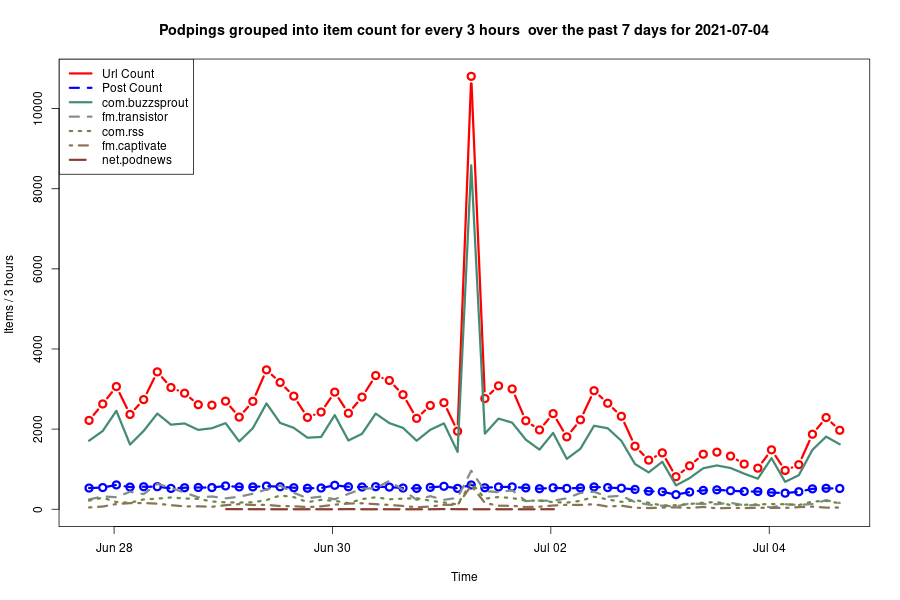 Podpings grouped into item count for every 3 hours  over the past 7 days for 2021-07-04
Url Count
Post Count
com.buzzsprout
fm.transistor
com.rss
fm.captivate
net.podnews
Items / 3 hours
10000
8000
6000
4000
2000
0
Jun 28
Jun 30
Jul 02
Jul 04
Time